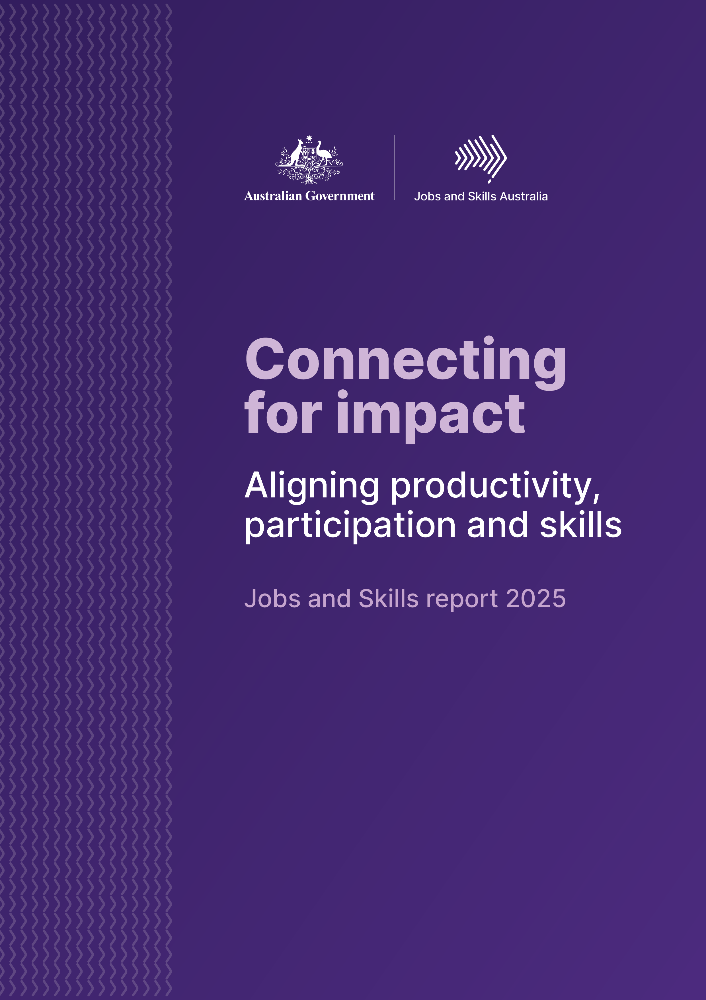 AUSTRALIA
Australian Government
Jobs and Skills Australia
Connecting
for impact
Aligning productivity,
participation and skills
Jobs and Skills report 2025